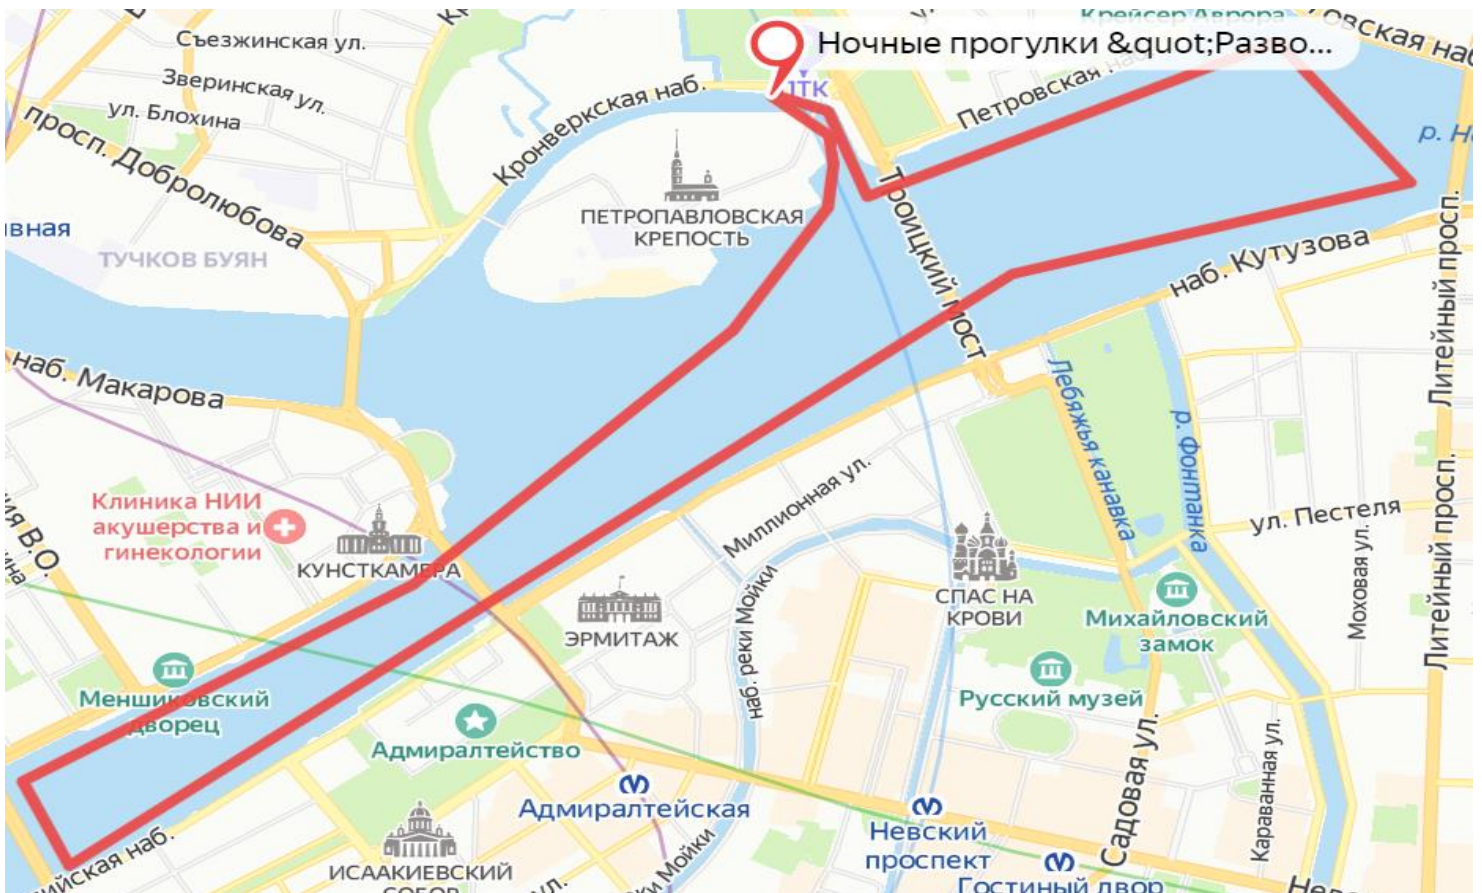 Крейсер Аврора
Ночные прогулки &quot;Разво...
Съезжинская ул.
Зверинская ул.
ул. Блохина
просп. Добролюбова
Кронверкская наб.
Петровская наб.
р. Н
ПЕТРОПАВЛОВСКАЯ
КРЕПОСТЬ
ТУЧКОВ БУЯН
Троицкий мост
наб. Кутузова
наб. Макарова
Литейный просп.
Лебяжья канавка
р. Фонтанка
Клиника НИИ
акушерства и
гинекологии
КУНСТКАМЕРА
Миллионная ул.
ул. Пестеля
Моховая ул.
Литейный просп.
ЭРМИТАЖ
наб. реки Мойки
СПАС НА
КРОВИ
Михайловский
замок
Меншиковский
дворец
Русский музей
Адмиралтейство
Адмиралтейская
Садовая ул.
Караванная ул.
Невский
проспект
ИСААКИЕВСКИЙ
СОБОР
Гостиный двор